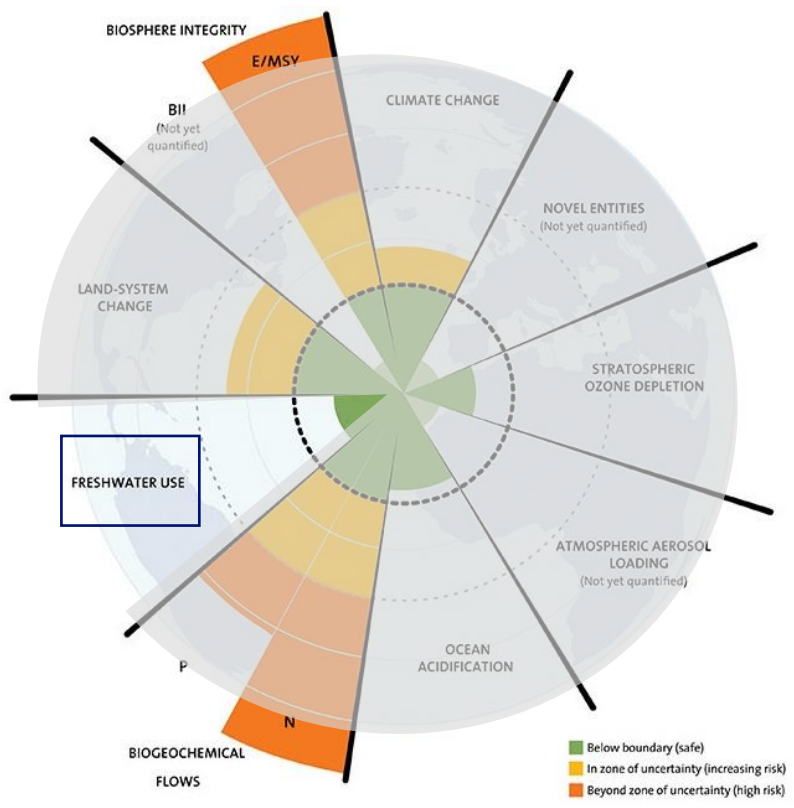 BIOSPHERE INTEGRITY
E/MSY
BII
(Not yet
quantified)
CLIMATE CHANGE
NOVEL ENTITIES
(Not yet quantified)
LAND-SYSTEM
CHANGE
STRATOSPHERIC
OZONE DEPLETION
FRESHWATER USE
ATMOSPHERIC AEROSOL
LOADING
(Not yet quantified)
OCEAN
ACIDIFICATION
P
N
BIOGEOCHEMICAL
FLOWS
Below boundary (safe)
In zone of uncertainty (increasing risk)
Beyond zone of uncertainty (high risk)